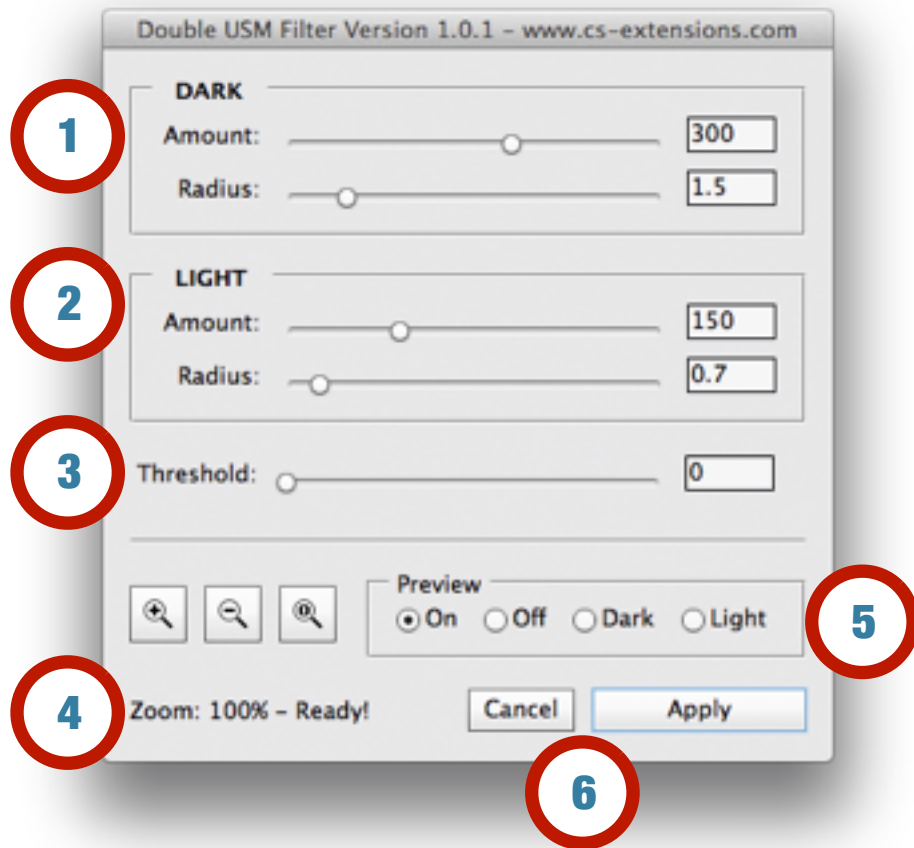 Double USM Filter Version 1.0.1 – www.cs-extensions.com
DARK
1
Amount: 300
Radius: 1.5
LIGHT
2
Amount: 150
Radius: 0.7
3
Threshold: 0
Preview
On Off Dark Light
5
4
Zoom: 100% – Ready! Cancel Apply
6